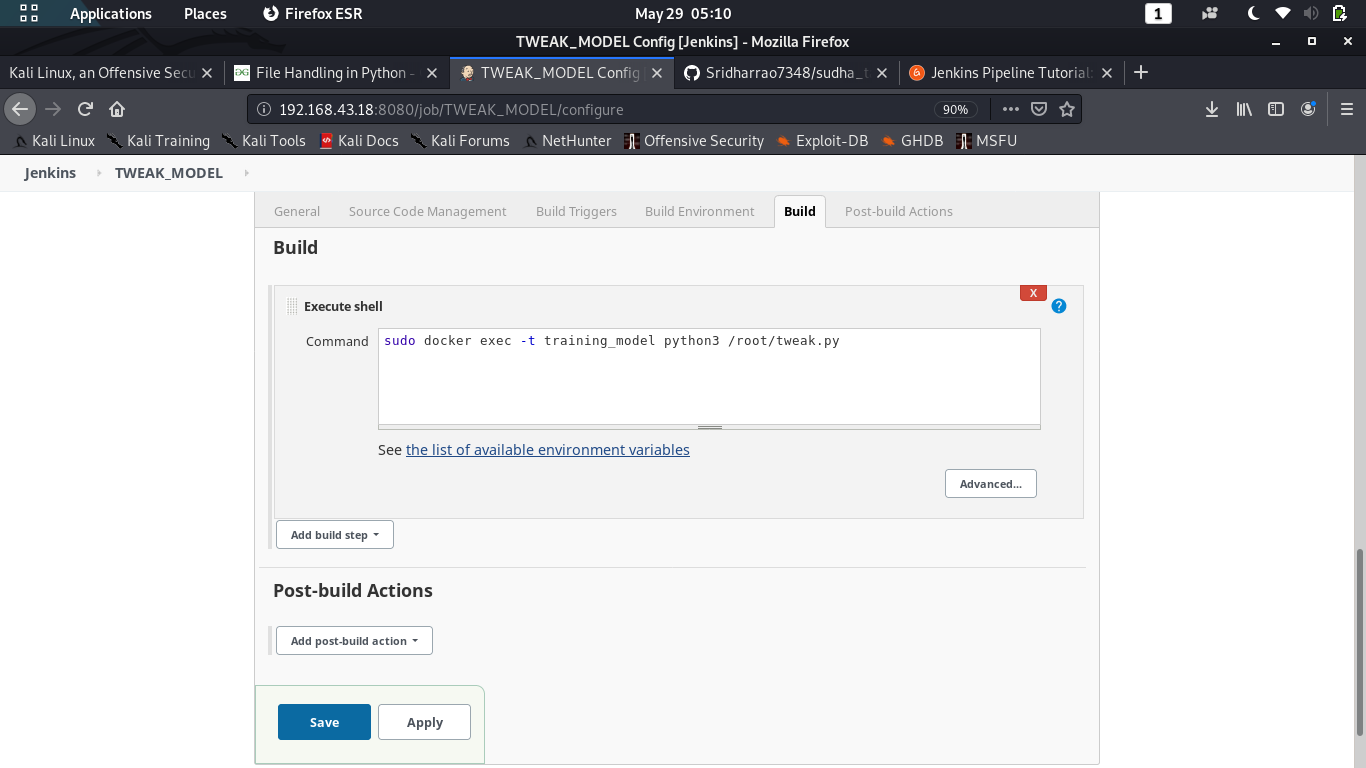 Applications Places Firefox ESR May 29 05:10 1
TWEAK_MODEL Config [Jenkins] - Mozilla Firefox
Kali Linux, an Offensive Secu File Handling in Python - TWEAK_MODEL Config Sridharrao7348/sudha_t Jenkins Pipeline Tutorial:
192.168.43.18:8080/job/TWEAK_MODEL/configure 90%
Kali Linux Kali Training Kali Tools Kali Docs Kali Forums NetHunter Offensive Security Exploit-DB GHDB MSFU
Jenkins TWEAK_MODEL
General Source Code Management Build Triggers Build Environment Build Post-build Actions
Build
X
Execute shell ?
Command sudo docker exec -t training_model python3 /root/tweak.py
See the list of available environment variables
Advanced...
Add build step
Post-build Actions
Add post-build action
Save Apply